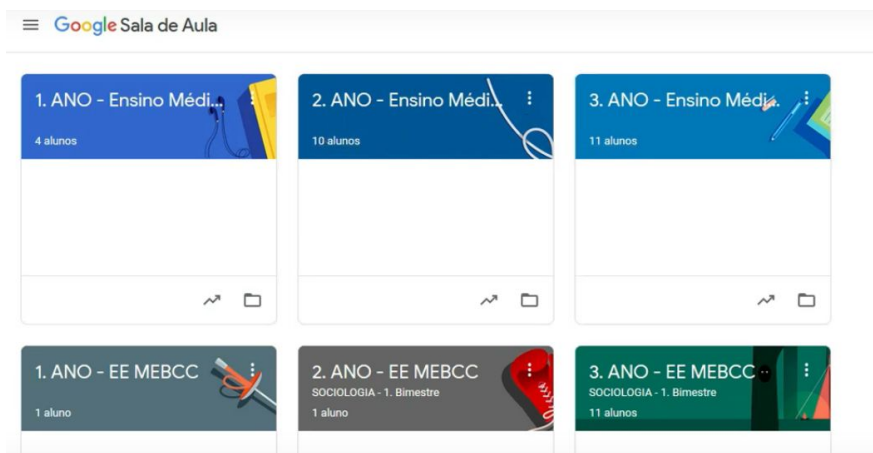 Google Sala de Aula
1. ANO - Ensino Médi...
4 alunos
2. ANO - Ensino Médi...
10 alunos
3. ANO - Ensino Médi...
11 alunos
1. ANO - EE MEBCC
1 aluno
2. ANO - EE MEBCC
SOCIOLOGIA - 1. Bimestre
1 aluno
3. ANO - EE MEBCC
SOCIOLOGIA - 1. Bimestre
11 alunos